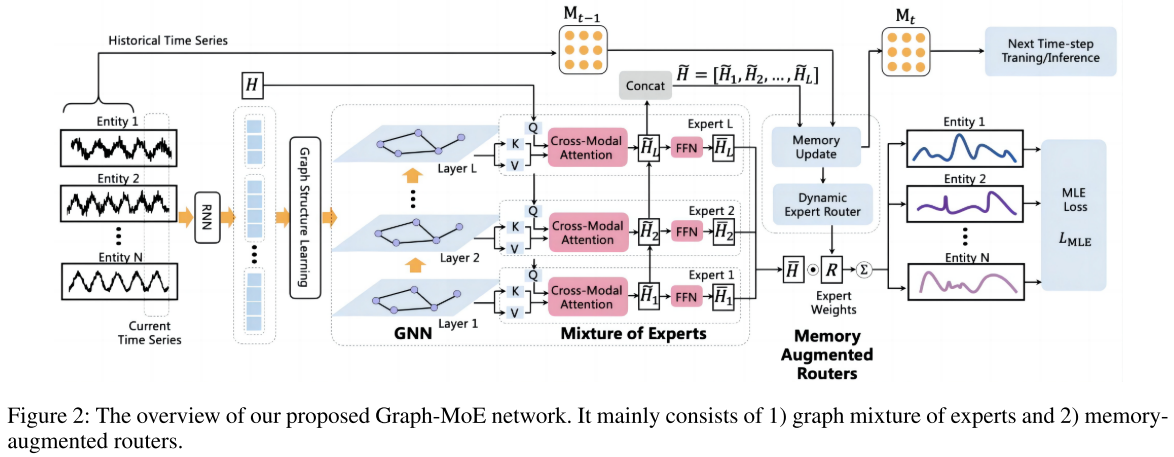 M_{t-1}
M_t
Historical Time Series
Next Time-step
Traning/Inference
H̃ = [H̃_1, H̃_2, ..., H̃_L]
Concat
H
Entity 1
Entity 2
Entity N
Current
Time Series
RNN
Graph Structure Learning
Layer L
Layer 2
Layer 1
GNN
Q
K
V
Cross-Modal
Attention
H̃_L
FFN
H̅_L
Expert L
Q
K
V
Cross-Modal
Attention
H̃_2
FFN
H̅_2
Expert 2
Q
K
V
Cross-Modal
Attention
H̃_1
FFN
H̅_1
Expert 1
Mixture of Experts
Memory
Update
Dynamic
Expert Router
H̅ ⊙ R
Σ
Expert
Weights
Memory
Augmented
Routers
Entity 1
Entity 2
Entity N
MLE
Loss
L_MLE
Figure 2: The overview of our proposed Graph-MoE network. It mainly consists of 1) graph mixture of experts and 2) memory-
augmented routers.